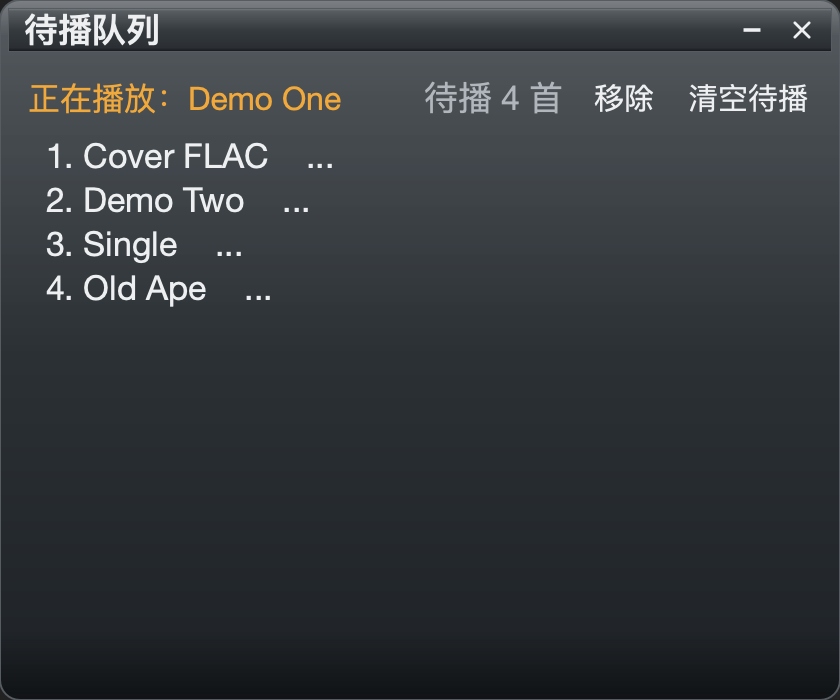 待播队列
正在播放：Demo One 待播 4 首 移除 清空待播
1. Cover FLAC ...
2. Demo Two ...
3. Single ...
4. Old Ape ...